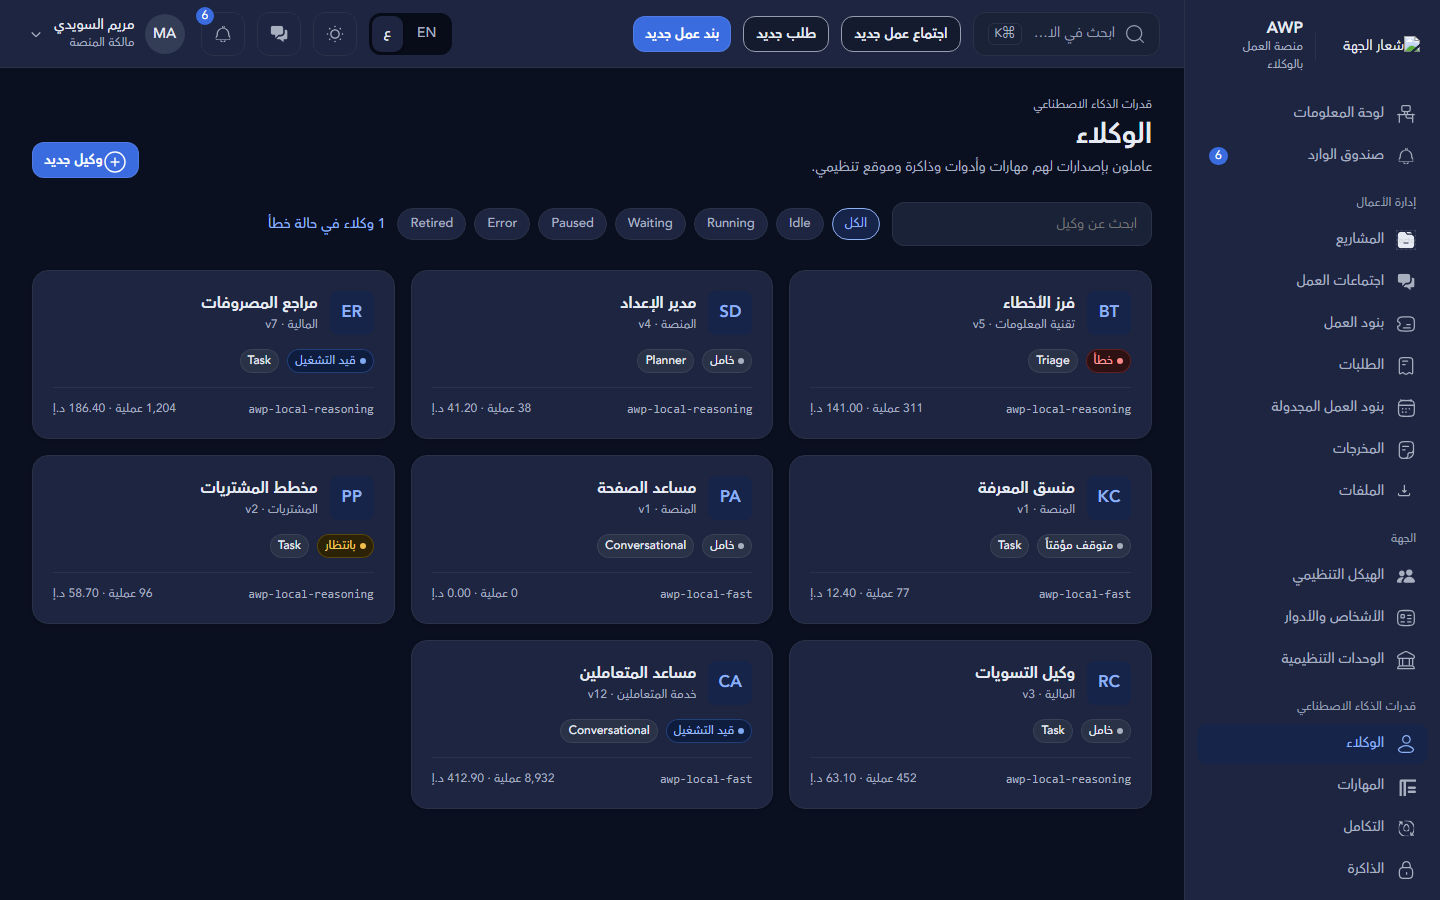 شعار الجهة
AWP
منصة العمل
بالوكلاء
لوحة المعلومات
صندوق الوارد
6
إدارة الأعمال
المشاريع
اجتماعات العمل
بنود العمل
الطلبات
بنود العمل المجدولة
المخرجات
الملفات
الجهة
الهيكل التنظيمي
الأشخاص والأدوار
الوحدات التنظيمية
قدرات الذكاء الاصطناعي
الوكلاء
المهارات
التكامل
الذاكرة
ابحث في الا...
⌘K
اجتماع عمل جديد
طلب جديد
بند عمل جديد
EN
ع
6
MA
مريم السويدي
مالكة المنصة
قدرات الذكاء الاصطناعي
الوكلاء
عاملون بإصدارات لهم مهارات وأدوات وذاكرة وموقع تنظيمي.
وكيل جديد
ابحث عن وكيل
الكل
Idle
Running
Waiting
Paused
Error
Retired
1 وكلاء في حالة خطأ
BT
فرز الأخطاء
تقنية المعلومات · v5
خطأ
Triage
awp-local-reasoning
311 عملية · 141.00 د.إ
SD
مدير الإعداد
المنصة · v4
خامل
Planner
awp-local-reasoning
38 عملية · 41.20 د.إ
ER
مراجع المصروفات
المالية · v7
قيد التشغيل
Task
awp-local-reasoning
1,204 عملية · 186.40 د.إ
KC
منسق المعرفة
المنصة · v1
متوقف مؤقتاً
Task
awp-local-fast
77 عملية · 12.40 د.إ
PA
مساعد الصفحة
المنصة · v1
خامل
Conversational
awp-local-fast
0 عملية · 0.00 د.إ
PP
مخطط المشتريات
المشتريات · v2
بانتظار
Task
awp-local-reasoning
96 عملية · 58.70 د.إ
RC
وكيل التسويات
المالية · v3
خامل
Task
awp-local-reasoning
452 عملية · 63.10 د.إ
CA
مساعد المتعاملين
خدمة المتعاملين · v12
قيد التشغيل
Conversational
awp-local-fast
8,932 عملية · 412.90 د.إ